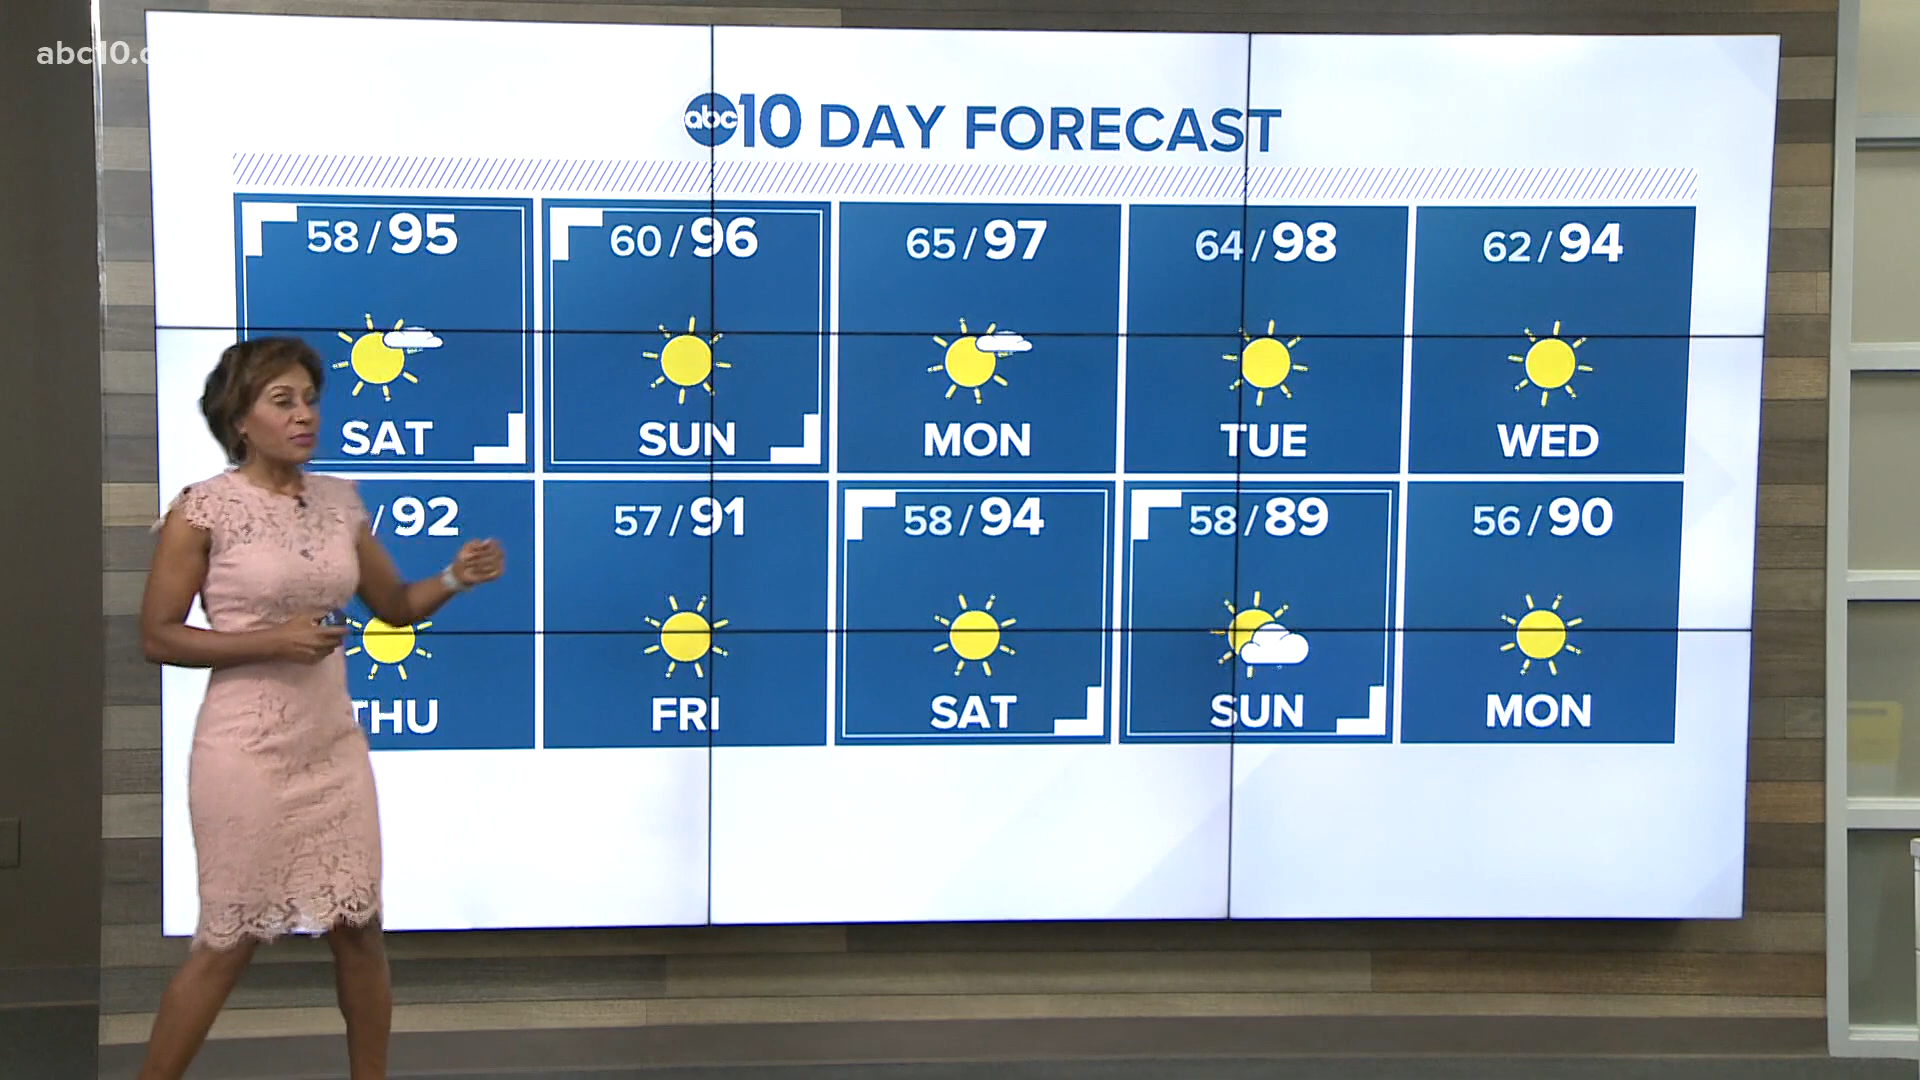 abc10.c
abc10 DAY FORECAST
58/95 60/96 65/97 64/98 62/94
SAT SUN MON TUE WED
/92 57/91 58/94 58/89 56/90
THU FRI SAT SUN MON